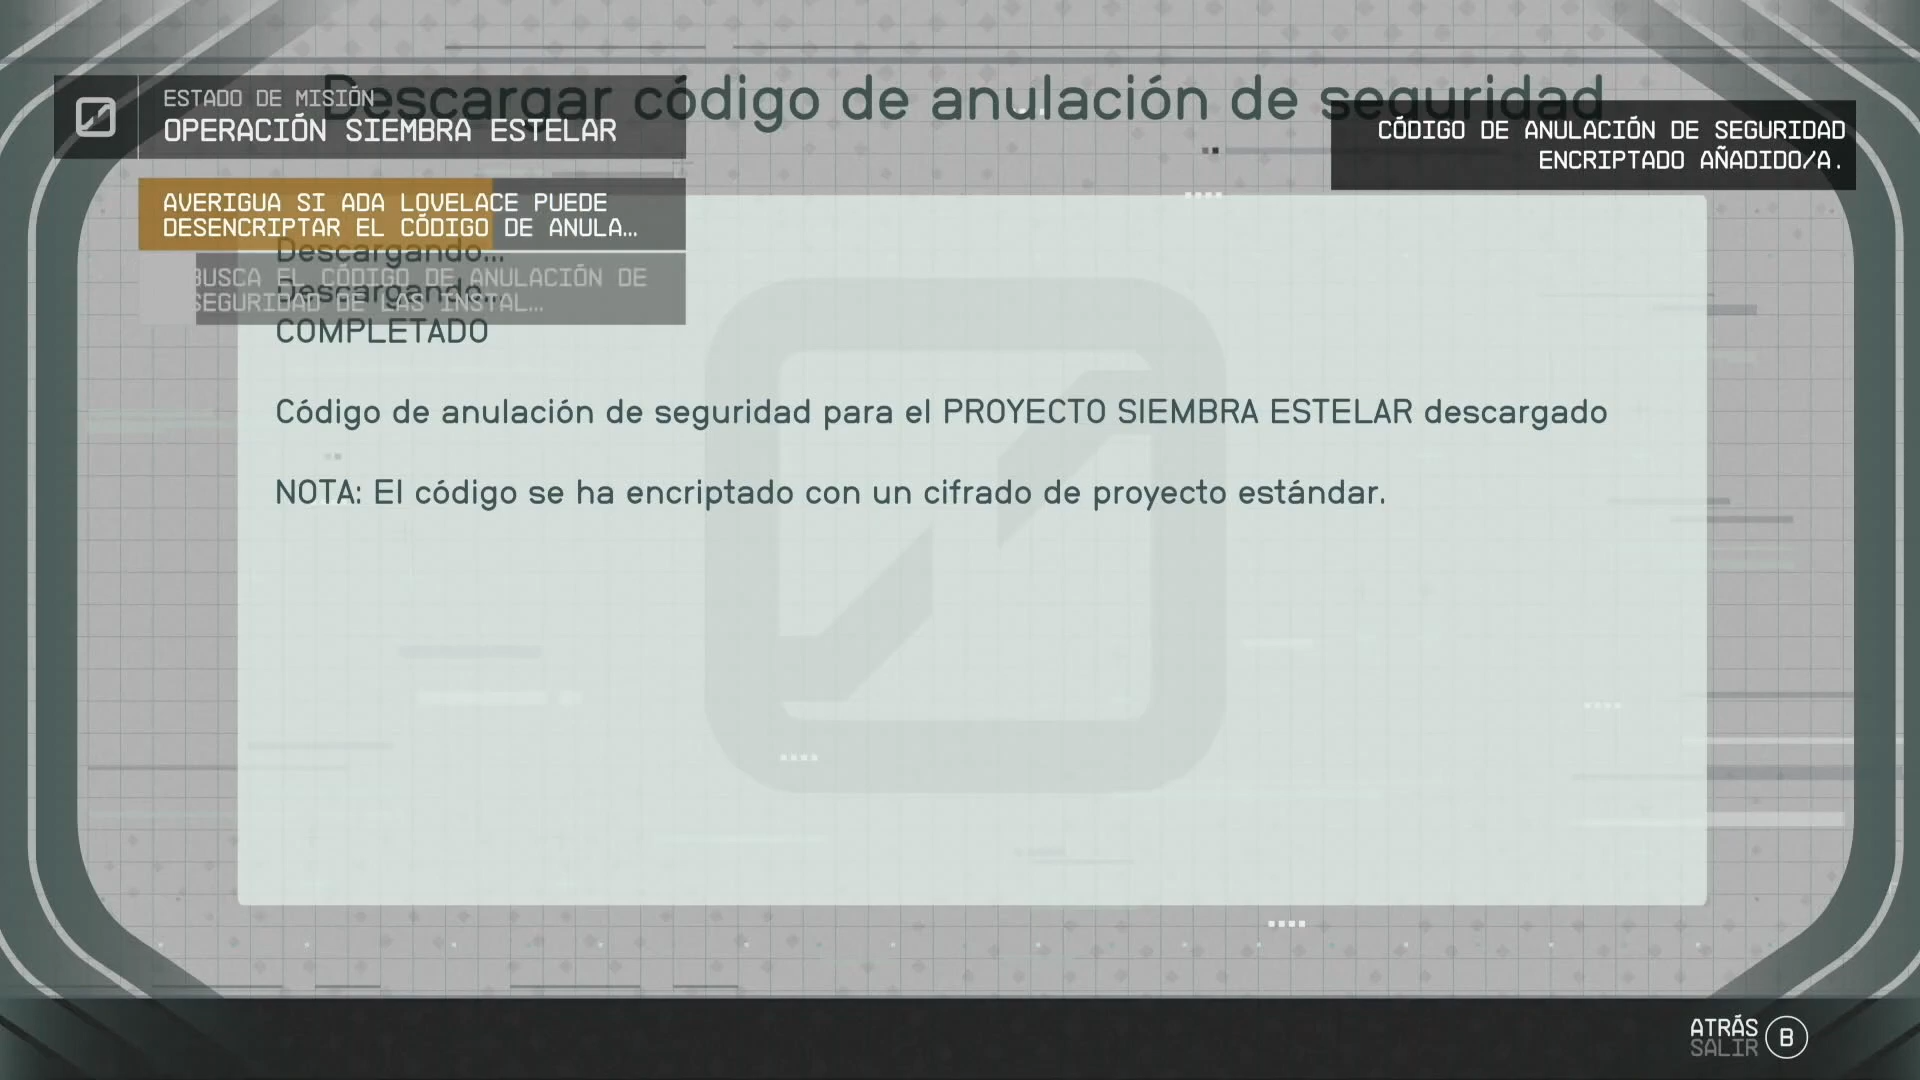 Descargar código de anulación de seguridad
ESTADO DE MISIÓN
OPERACIÓN SIEMBRA ESTELAR
CÓDIGO DE ANULACIÓN DE SEGURIDAD
ENCRIPTADO AÑADIDO/A.
AVERIGUA SI ADA LOVELACE PUEDE
DESENCRIPTAR EL CÓDIGO DE ANULA...
Descargando...
BUSCA EL CÓDIGO DE ANULACIÓN DE
Descargando...
SEGURIDAD DE LAS INSTAL...
COMPLETADO
Código de anulación de seguridad para el PROYECTO SIEMBRA ESTELAR descargado
NOTA: El código se ha encriptado con un cifrado de proyecto estándar.
ATRÁS
SALIR
B